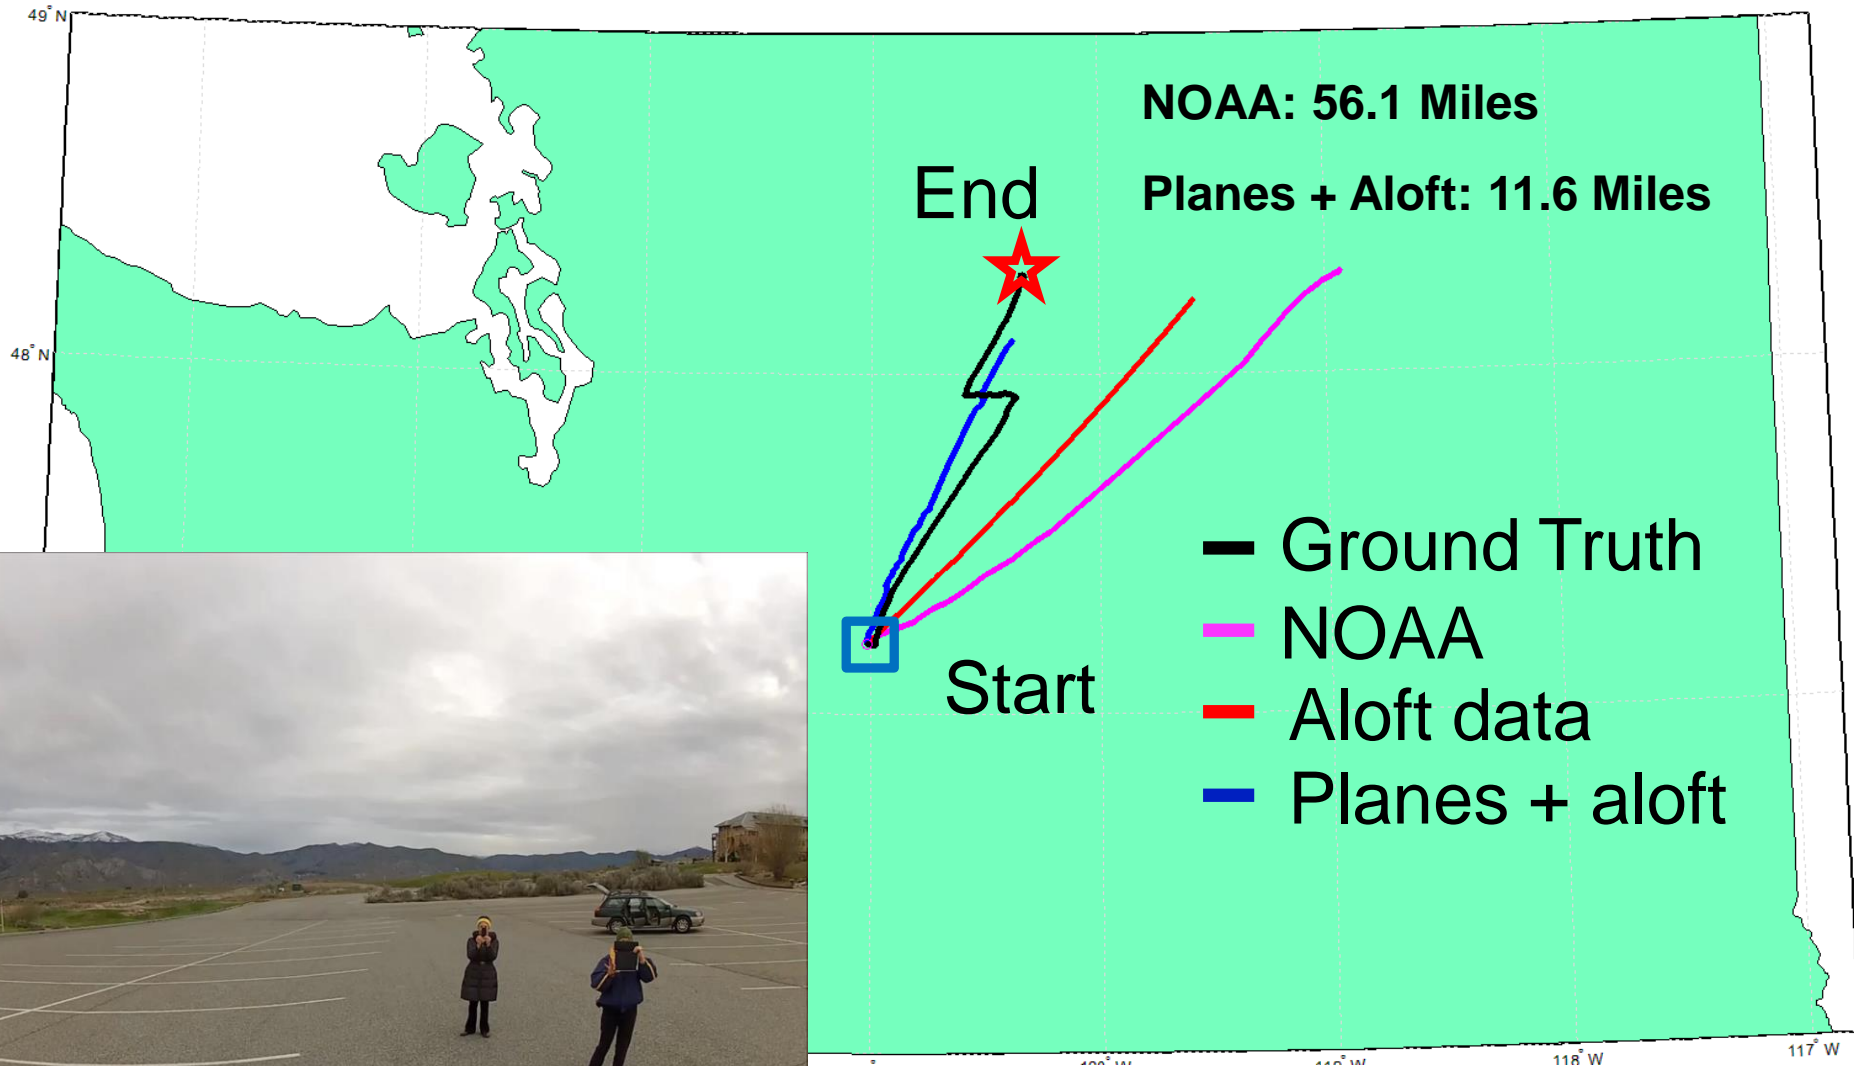 49° N
NOAA: 56.1 Miles
End
Planes + Aloft: 11.6 Miles
48° N
Ground Truth
NOAA
Start
Aloft data
Planes + aloft
118° W
117° W